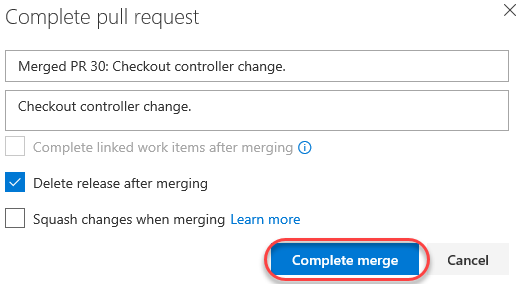 Complete pull request
Merged PR 30: Checkout controller change.
Checkout controller change.
Complete linked work items after merging
Delete release after merging
Squash changes when merging Learn more
Complete merge Cancel